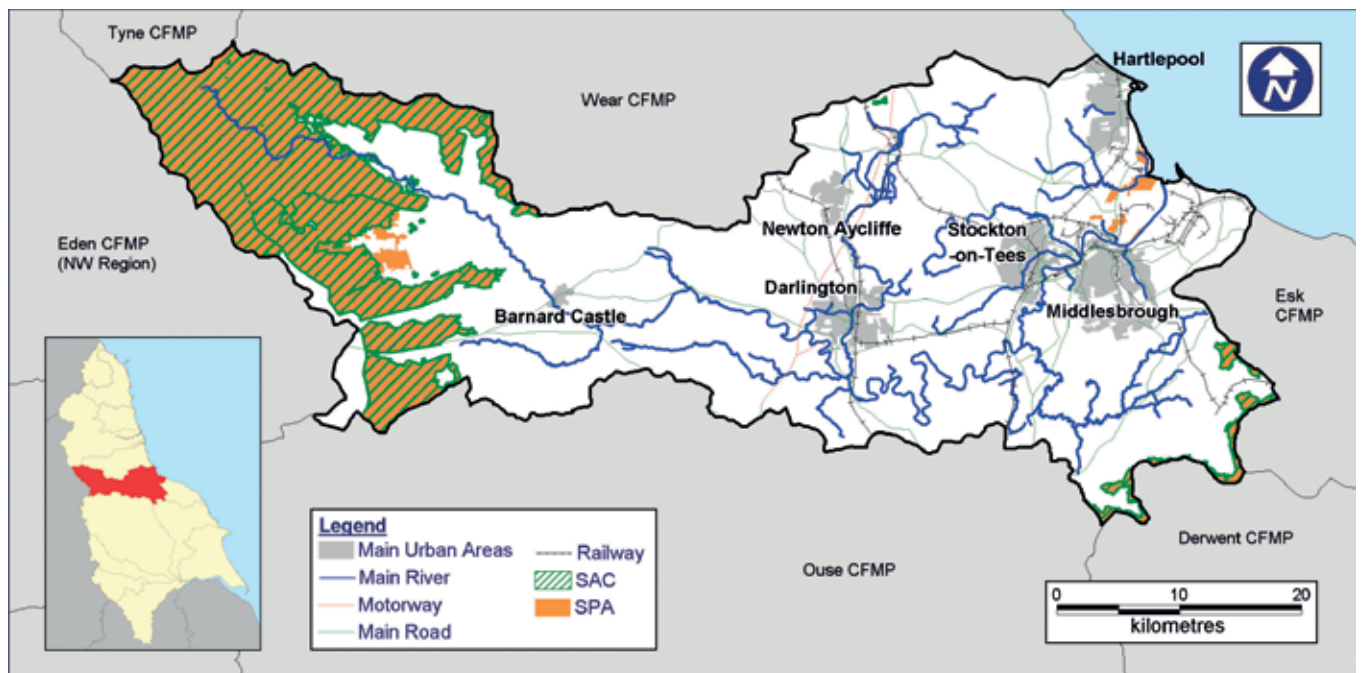 Tyne CFMP
Hartlepool
N
Wear CFMP
Eden CFMP
(NW Region)
Newton Aycliffe
Stockton
-on-Tees
Darlington
Barnard Castle
Middlesbrough
Esk
CFMP
Legend
Main Urban Areas
Main River
Motorway
Main Road
Railway
SAC
SPA
Ouse CFMP
Derwent CFMP
0 10 20
kilometres